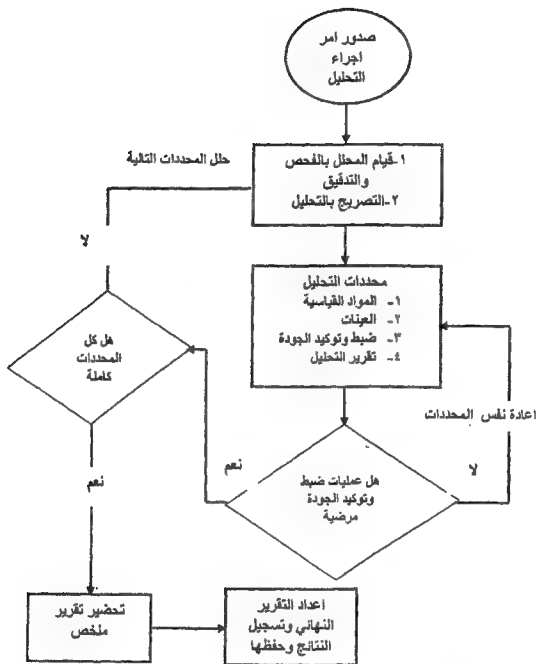 صدور امر
اجراء
التحليل
١-قيام المحلل بالفحص
والتدقيق
٢-التصريح بالتحليل
حلل المحددات التالية
لا
محددات التحليل
١- المواد القياسية
٢- العينات
٣- ضبط وتوكيد الجودة
٤- تقرير التحليل
هل كل
المحددات
كاملة
اعادة نفس المحددات
لا
نعم
هل عمليات ضبط
وتوكيد الجودة
مرضية
نعم
تحضير تقرير
ملخص
اعداد التقرير
النهائي وتسجيل
النتائج وحفظها